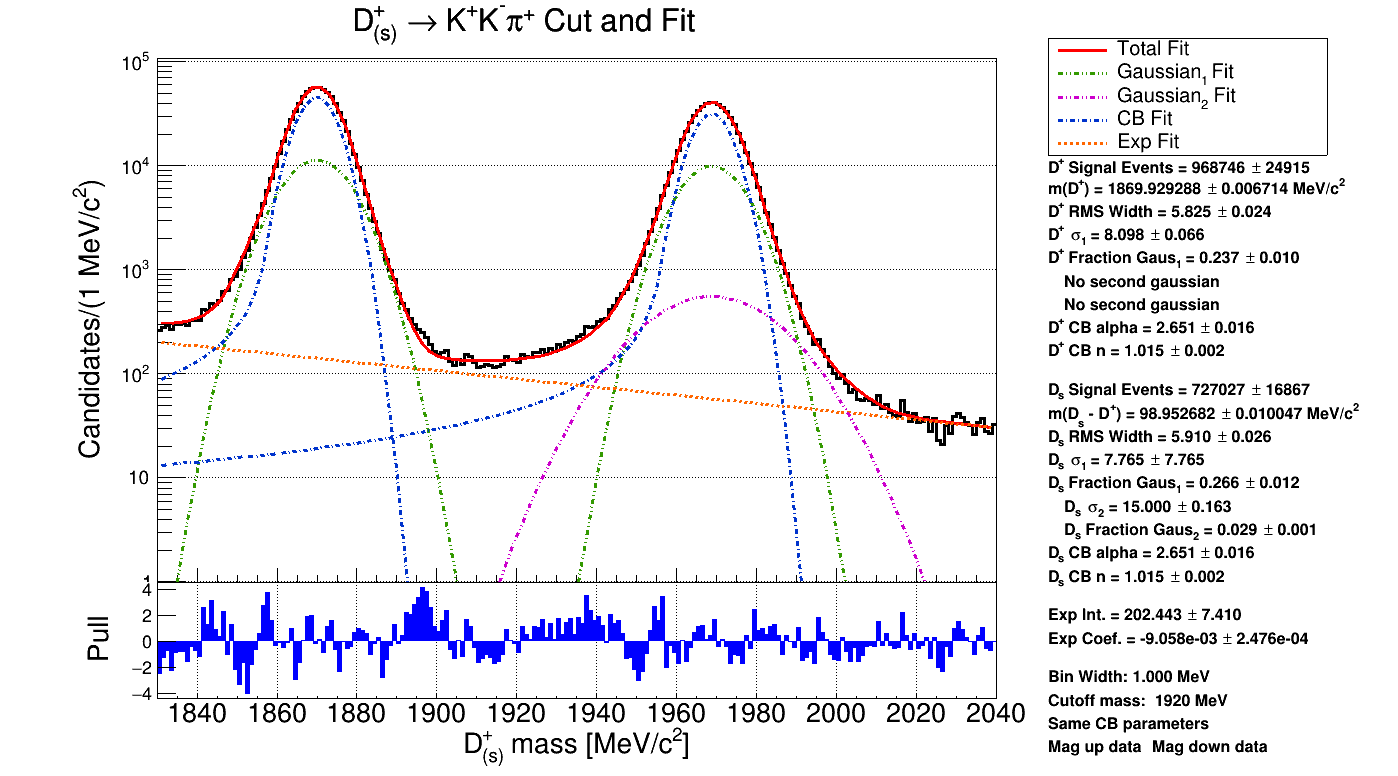 D⁺₍ₛ₎ → K⁺K⁻π⁺ Cut and Fit
Candidates/(1 MeV/c²)
10⁵
10⁴
10³
10²
10
1
Pull
4
2
0
−2
−4
1840 1860 1880 1900 1920 1940 1960 1980 2000 2020 2040
D⁺₍ₛ₎ mass [MeV/c²]
Total Fit
Gaussian₁ Fit
Gaussian₂ Fit
CB Fit
Exp Fit
D⁺ Signal Events = 968746 ± 24915
m(D⁺) = 1869.929288 ± 0.006714 MeV/c²
D⁺ RMS Width = 5.825 ± 0.024
D⁺ σ₁ = 8.098 ± 0.066
D⁺ Fraction Gaus₁ = 0.237 ± 0.010
No second gaussian
No second gaussian
D⁺ CB alpha = 2.651 ± 0.016
D⁺ CB n = 1.015 ± 0.002
Dₛ Signal Events = 727027 ± 16867
m(Dₛ - D⁺) = 98.952682 ± 0.010047 MeV/c²
Dₛ RMS Width = 5.910 ± 0.026
Dₛ σ₁ = 7.765 ± 7.765
Dₛ Fraction Gaus₁ = 0.266 ± 0.012
Dₛ σ₂ = 15.000 ± 0.163
Dₛ Fraction Gaus₂ = 0.029 ± 0.001
Dₛ CB alpha = 2.651 ± 0.016
Dₛ CB n = 1.015 ± 0.002
Exp Int. = 202.443 ± 7.410
Exp Coef. = -9.058e-03 ± 2.476e-04
Bin Width: 1.000 MeV
Cutoff mass: 1920 MeV
Same CB parameters
Mag up data Mag down data